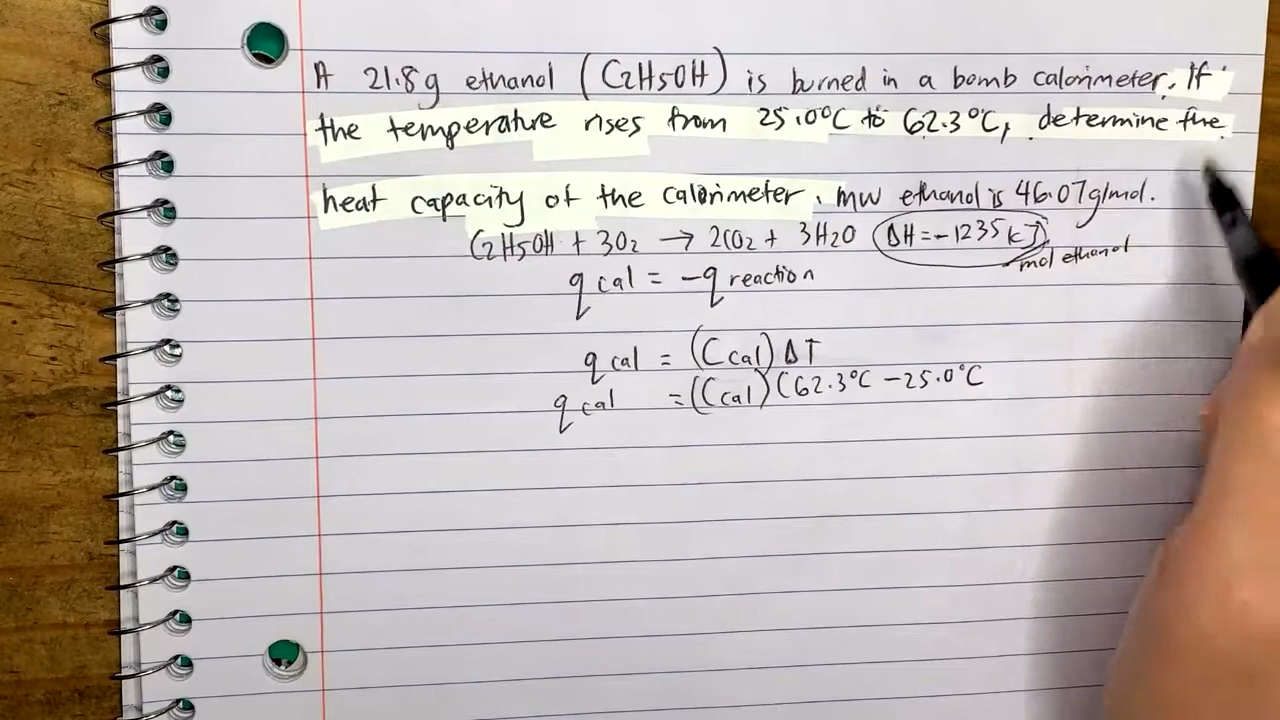 A 21.8g ethanol (C2H5OH) is burned in a bomb calorimeter. If
the temperature rises from 25.0°C to 62.3°C, determine the
heat capacity of the calorimeter. MW ethanol is 46.07g/mol.
C2H5OH + 3O2 → 2CO2 + 3H2O ΔH=-1235 kJ/mol ethanol
q cal = -q reaction
q cal = (Ccal) ΔT
q cal = (Ccal) (62.3°C - 25.0°C